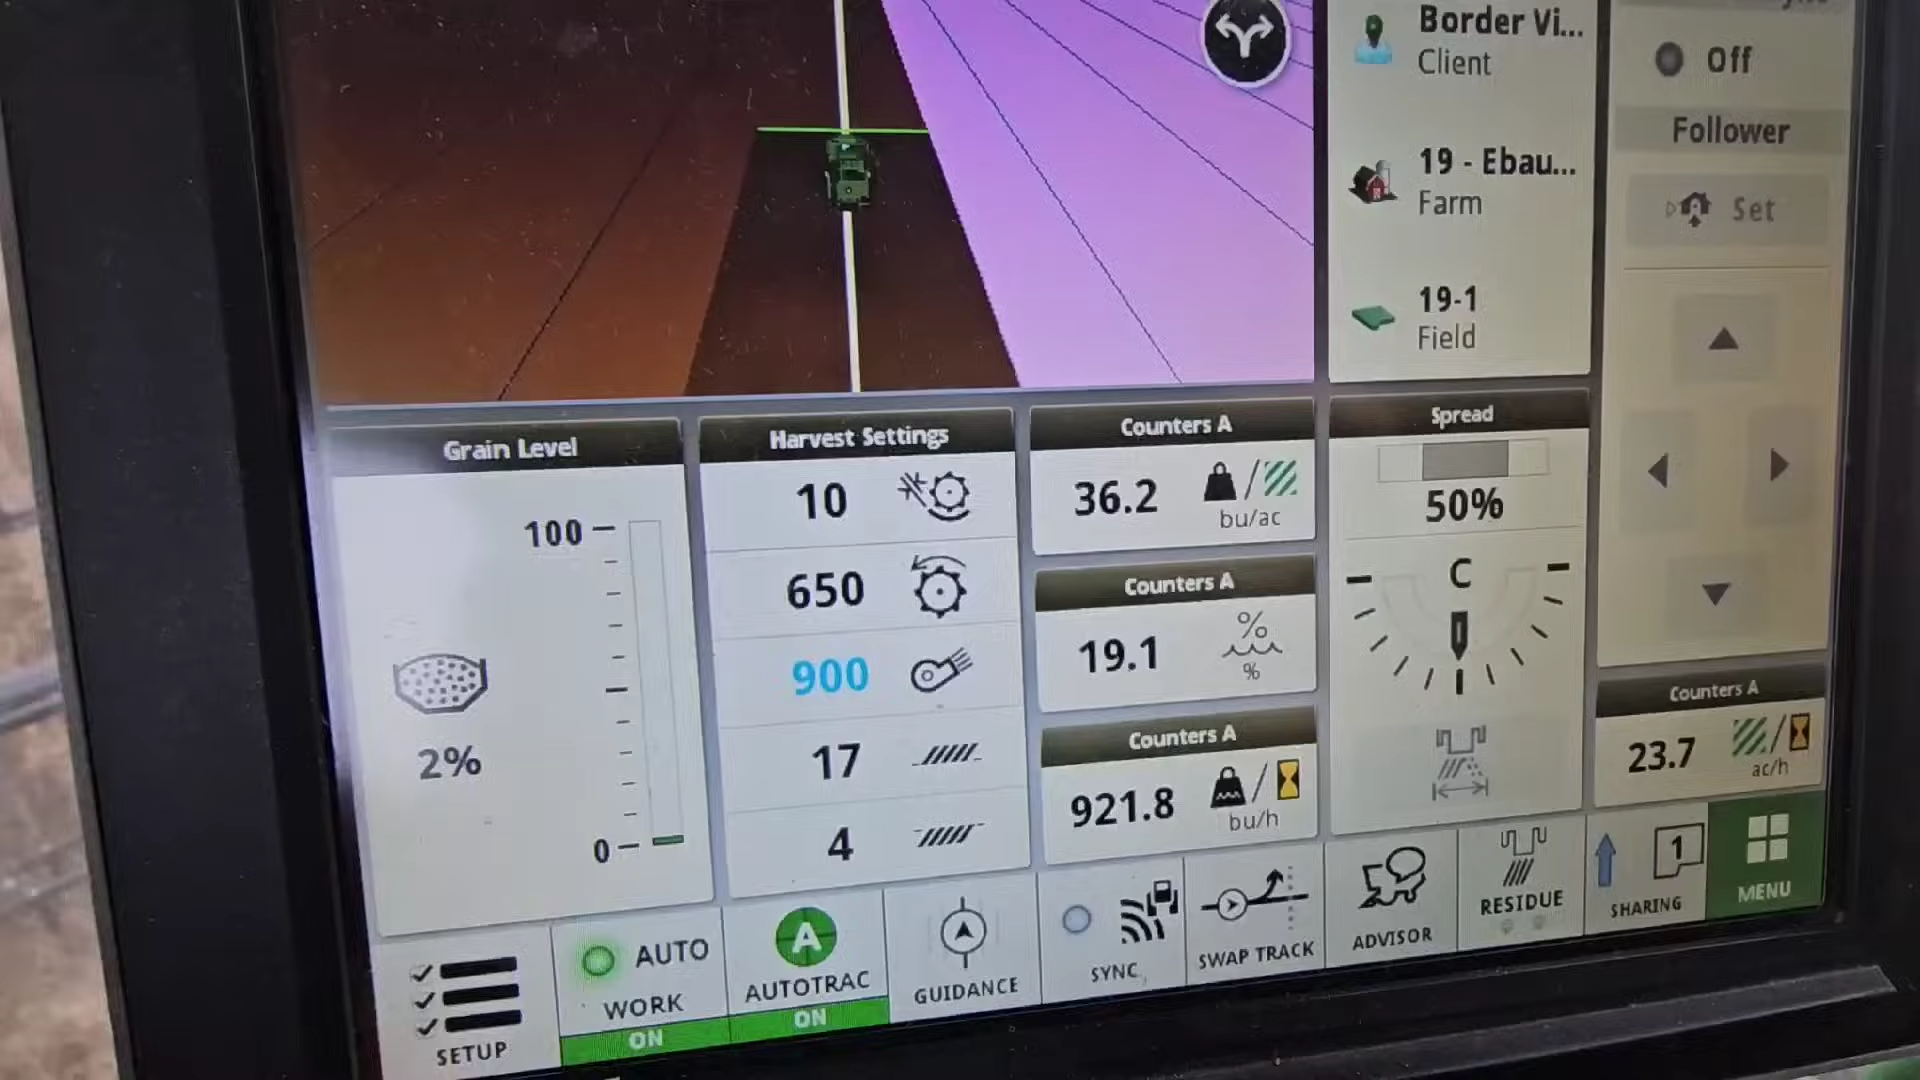 Border Vi...
Client
19 - Ebau...
Farm
19-1
Field
Off
Follower
Set
Grain Level
100
0
2%
Harvest Settings
10
650
900
17
4
Counters A
36.2
bu/ac
Counters A
19.1
%
%
Counters A
921.8
bu/h
Spread
50%
C
Counters A
23.7
ac/h
SETUP
AUTO
WORK
ON
A
AUTOTRAC
ON
GUIDANCE
SYNC
SWAP TRACK
ADVISOR
RESIDUE
1
SHARING
MENU